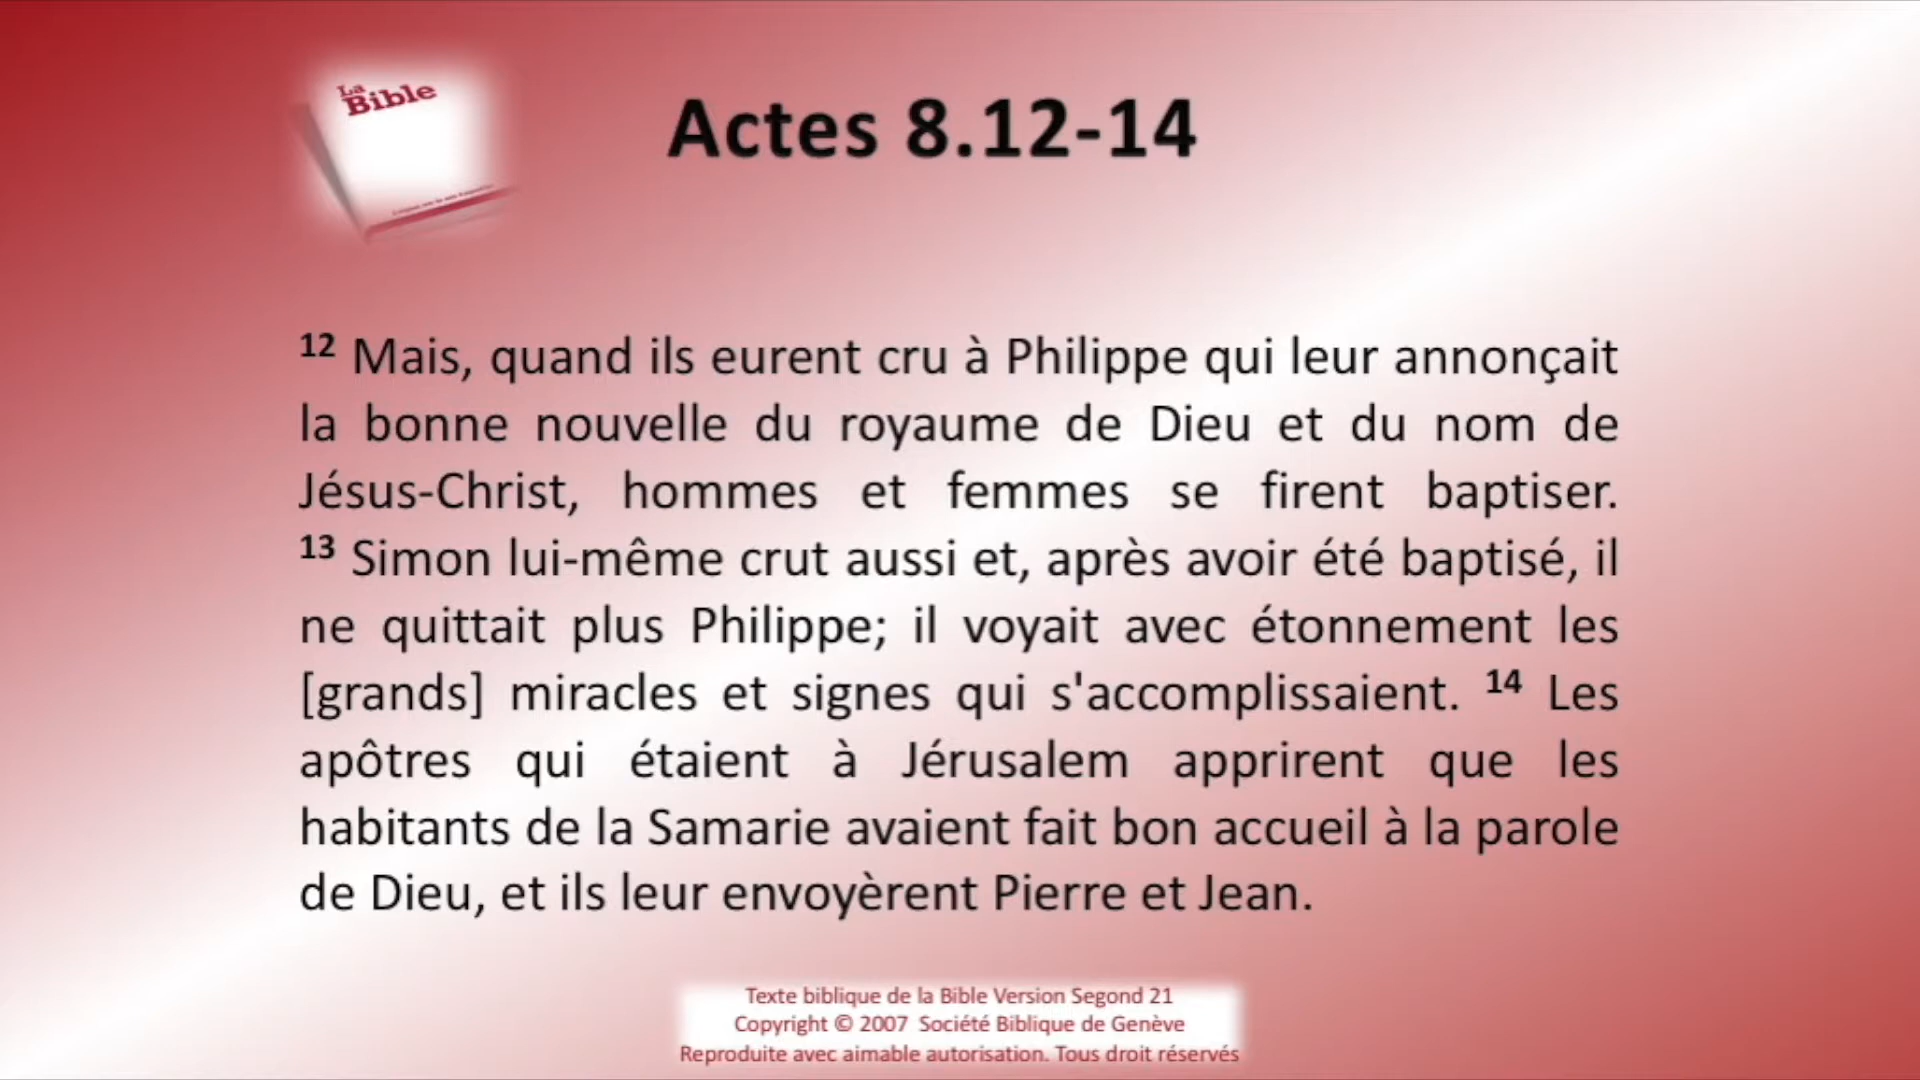 La
Bible
Actes 8.12-14
12 Mais, quand ils eurent cru à Philippe qui leur annonçait
la bonne nouvelle du royaume de Dieu et du nom de
Jésus-Christ, hommes et femmes se firent baptiser.
13 Simon lui-même crut aussi et, après avoir été baptisé, il
ne quittait plus Philippe; il voyait avec étonnement les
[grands] miracles et signes qui s'accomplissaient. 14 Les
apôtres qui étaient à Jérusalem apprirent que les
habitants de la Samarie avaient fait bon accueil à la parole
de Dieu, et ils leur envoyèrent Pierre et Jean.
Texte biblique de la Bible Version Segond 21
Copyright © 2007 Société Biblique de Genève
Reproduite avec aimable autorisation. Tous droit réservés